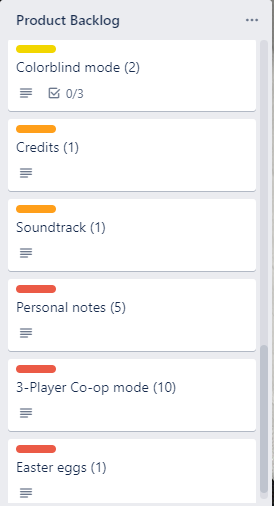 Product Backlog
Colorblind mode (2)
0/3
Credits (1)
Soundtrack (1)
Personal notes (5)
3-Player Co-op mode (10)
Easter eggs (1)